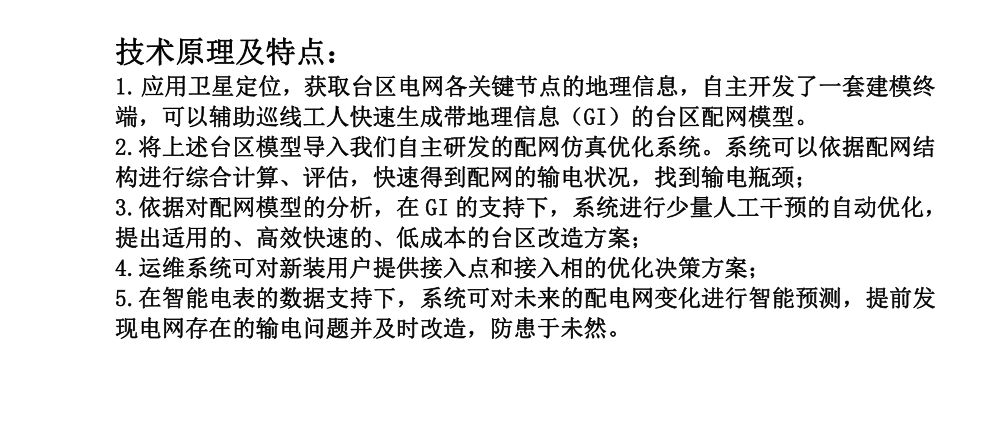 技术原理及特点：
1. 应用卫星定位，获取台区电网各关键节点的地理信息，自主开发了一套建模终
端，可以辅助巡线工人快速生成带地理信息（GI）的台区配网模型。
2.将上述台区模型导入我们自主研发的配网仿真优化系统。系统可以依据配网结
构进行综合计算、评估，快速得到配网的输电状况，找到输电瓶颈；
3.依据对配网模型的分析，在 GI 的支持下，系统进行少量人工干预的自动优化，
提出适用的、高效快速的、低成本的台区改造方案；
4.运维系统可对新装用户提供接入点和接入相的优化决策方案；
5.在智能电表的数据支持下，系统可对未来的配电网变化进行智能预测，提前发
现电网存在的输电问题并及时改造，防患于未然。